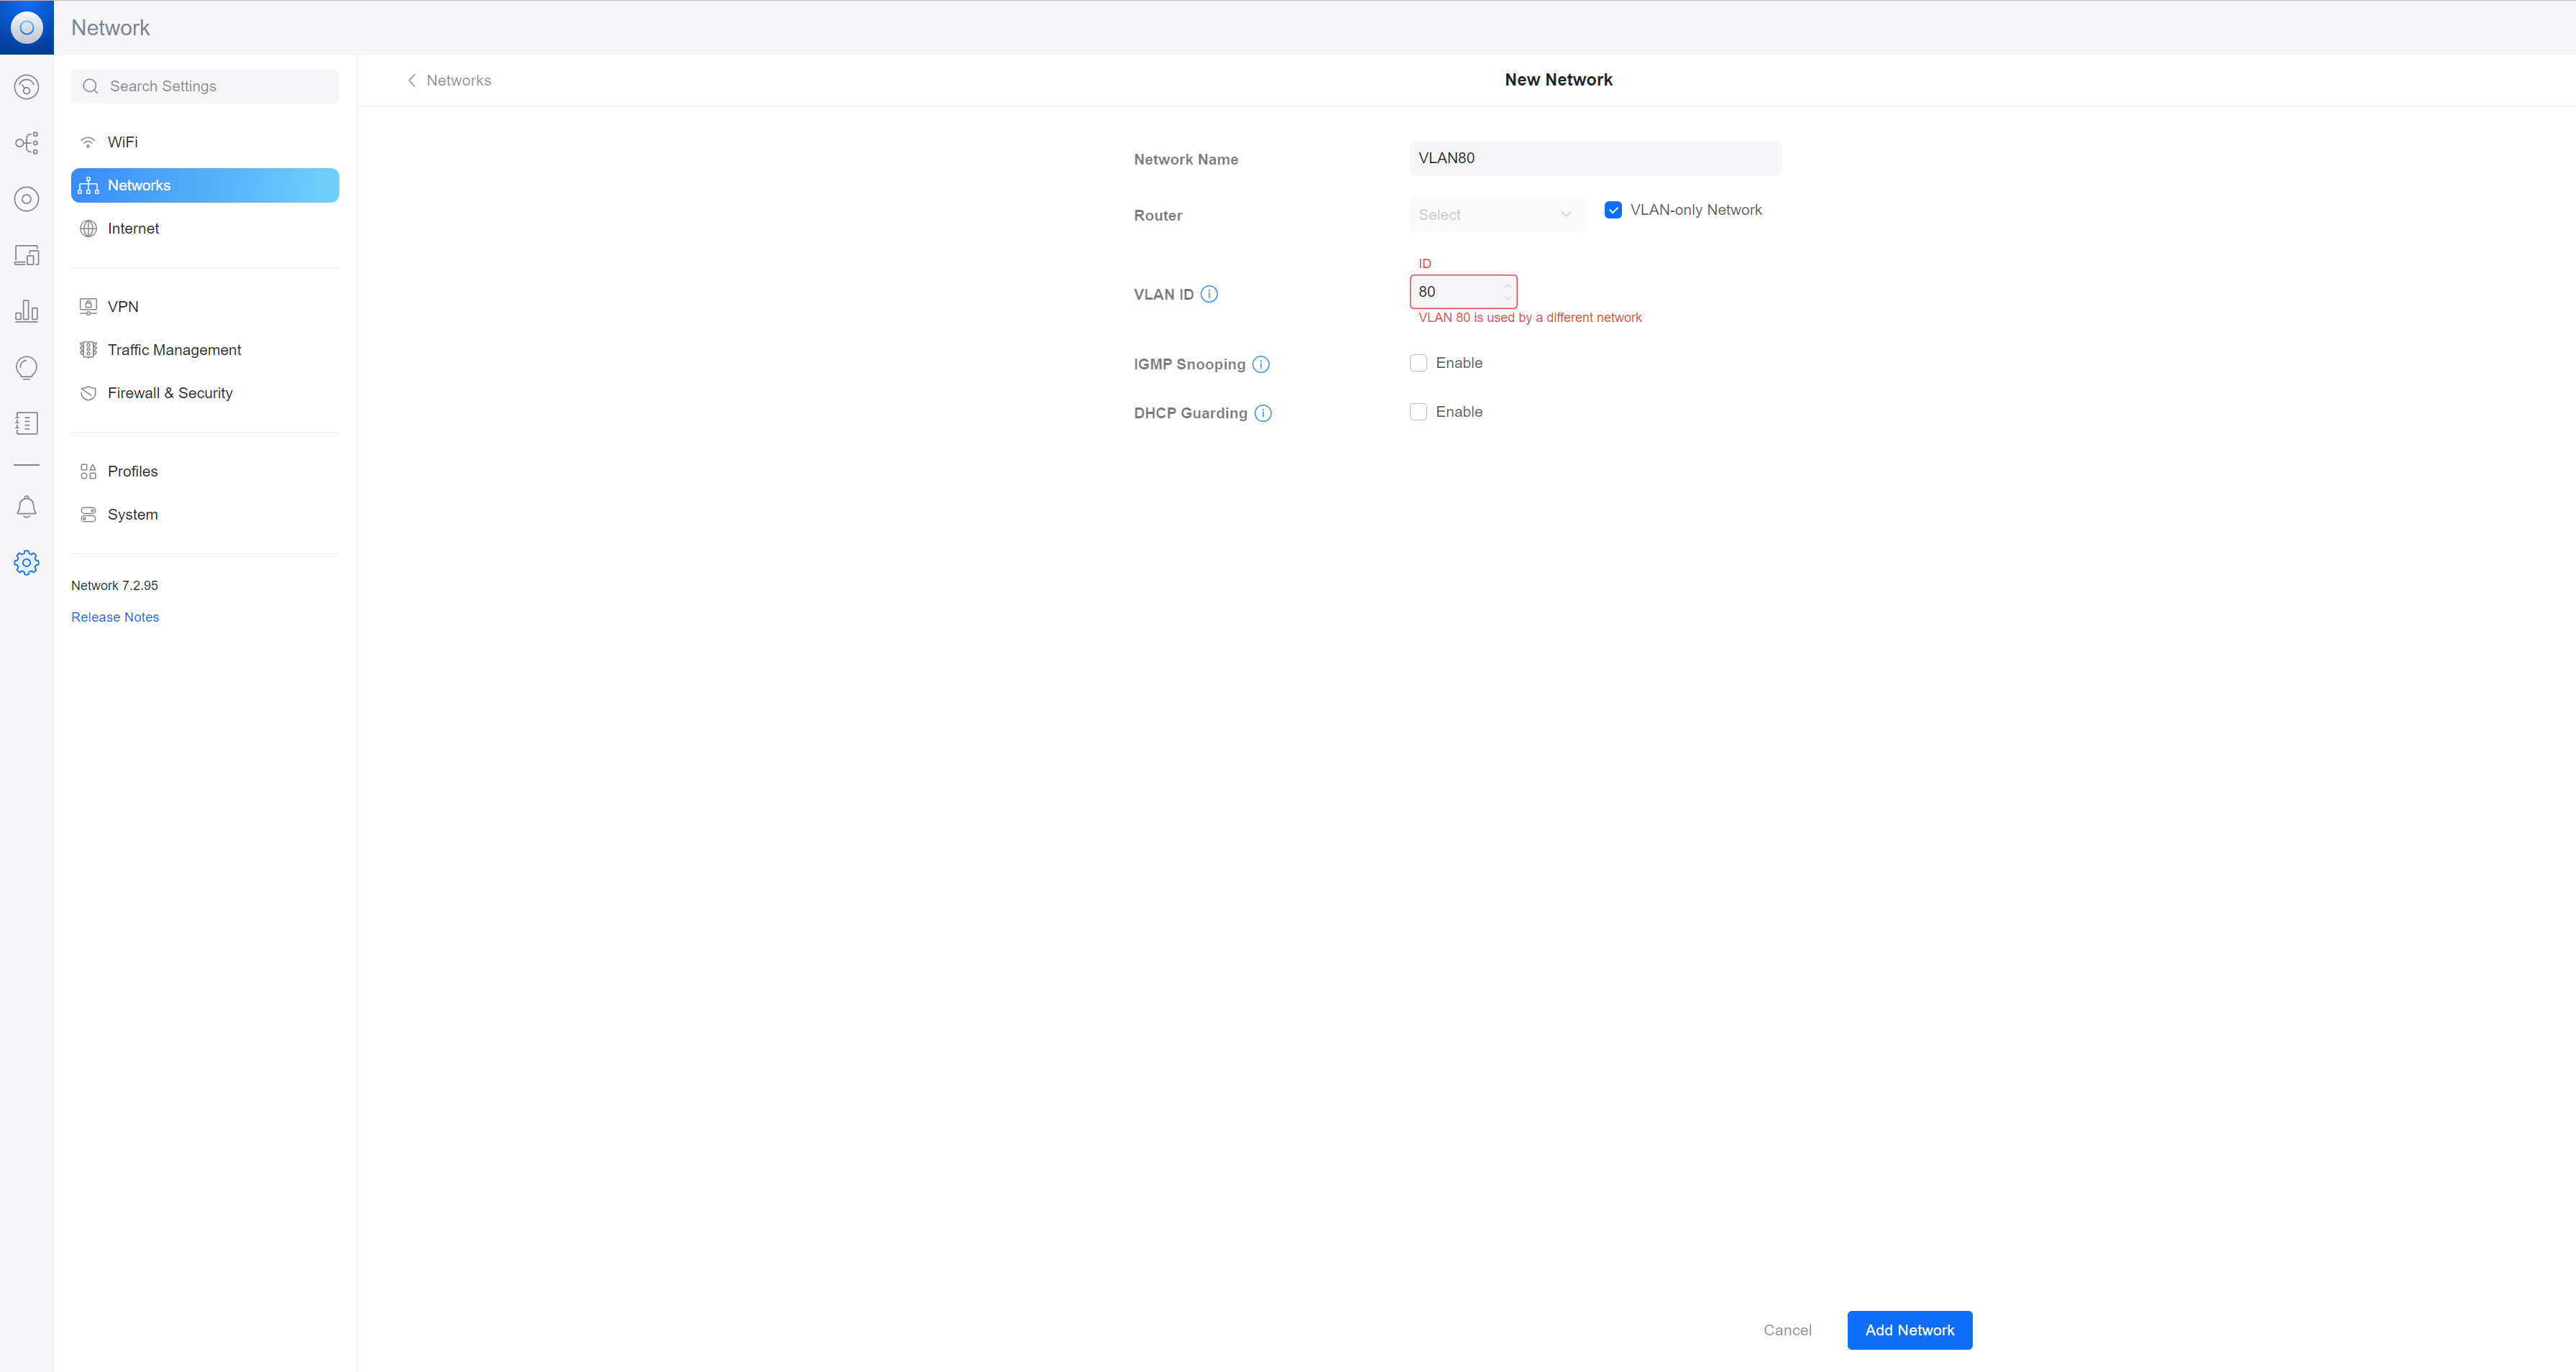 Network
Search Settings
WiFi
Networks
Internet
VPN
Traffic Management
Firewall & Security
Profiles
System
Network 7.2.95
Release Notes
Networks
New Network
Network Name
VLAN80
Router
Select
VLAN-only Network
ID
VLAN ID
80
VLAN 80 is used by a different network
IGMP Snooping
Enable
DHCP Guarding
Enable
Cancel
Add Network